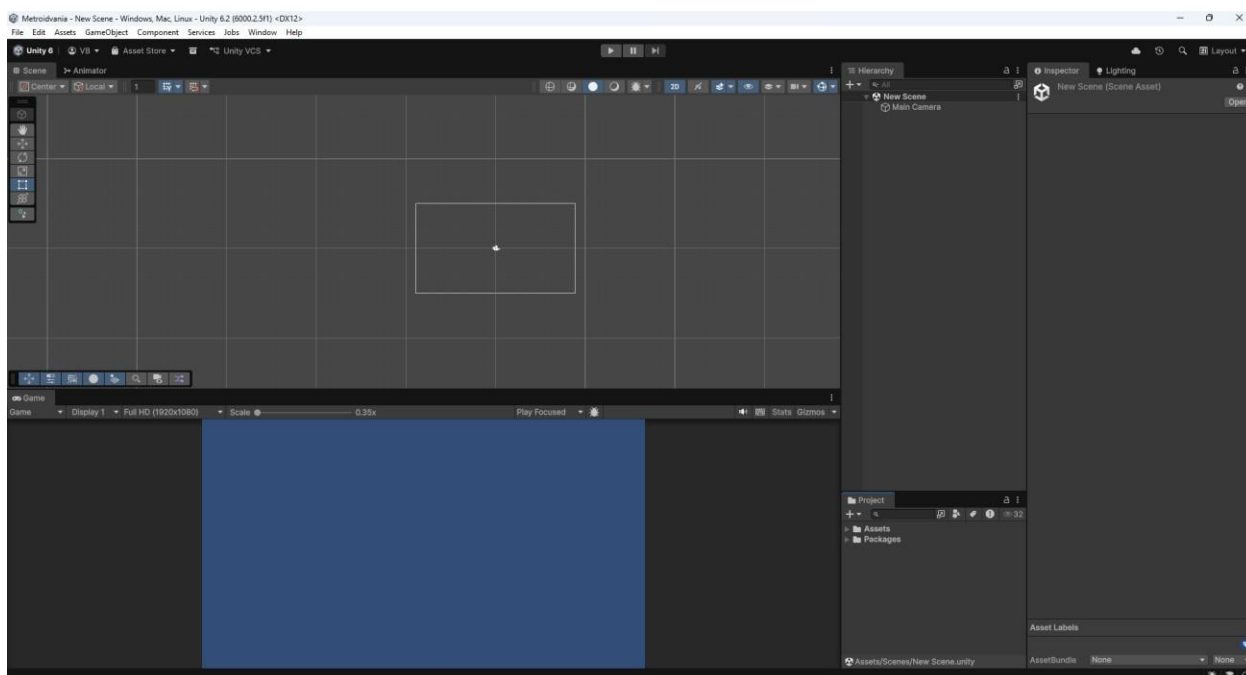 Metroidvania - New Scene - Windows, Mac, Linux - Unity 6.2 (6000.2.5f1) <DX12>
File Edit Assets GameObject Component Services Jobs Window Help
Unity 6 VB Asset Store Unity VCS Layout
Scene Animator
Center Local 1 2D
Hierarchy
All
New Scene
Main Camera
Inspector Lighting
New Scene (Scene Asset)
Open
Game
Game Display 1 Full HD (1920x1080) Scale 0.35x Play Focused Stats Gizmos
Project
32
Assets
Packages
Assets/Scenes/New Scene.unity
Asset Labels
AssetBundle None None